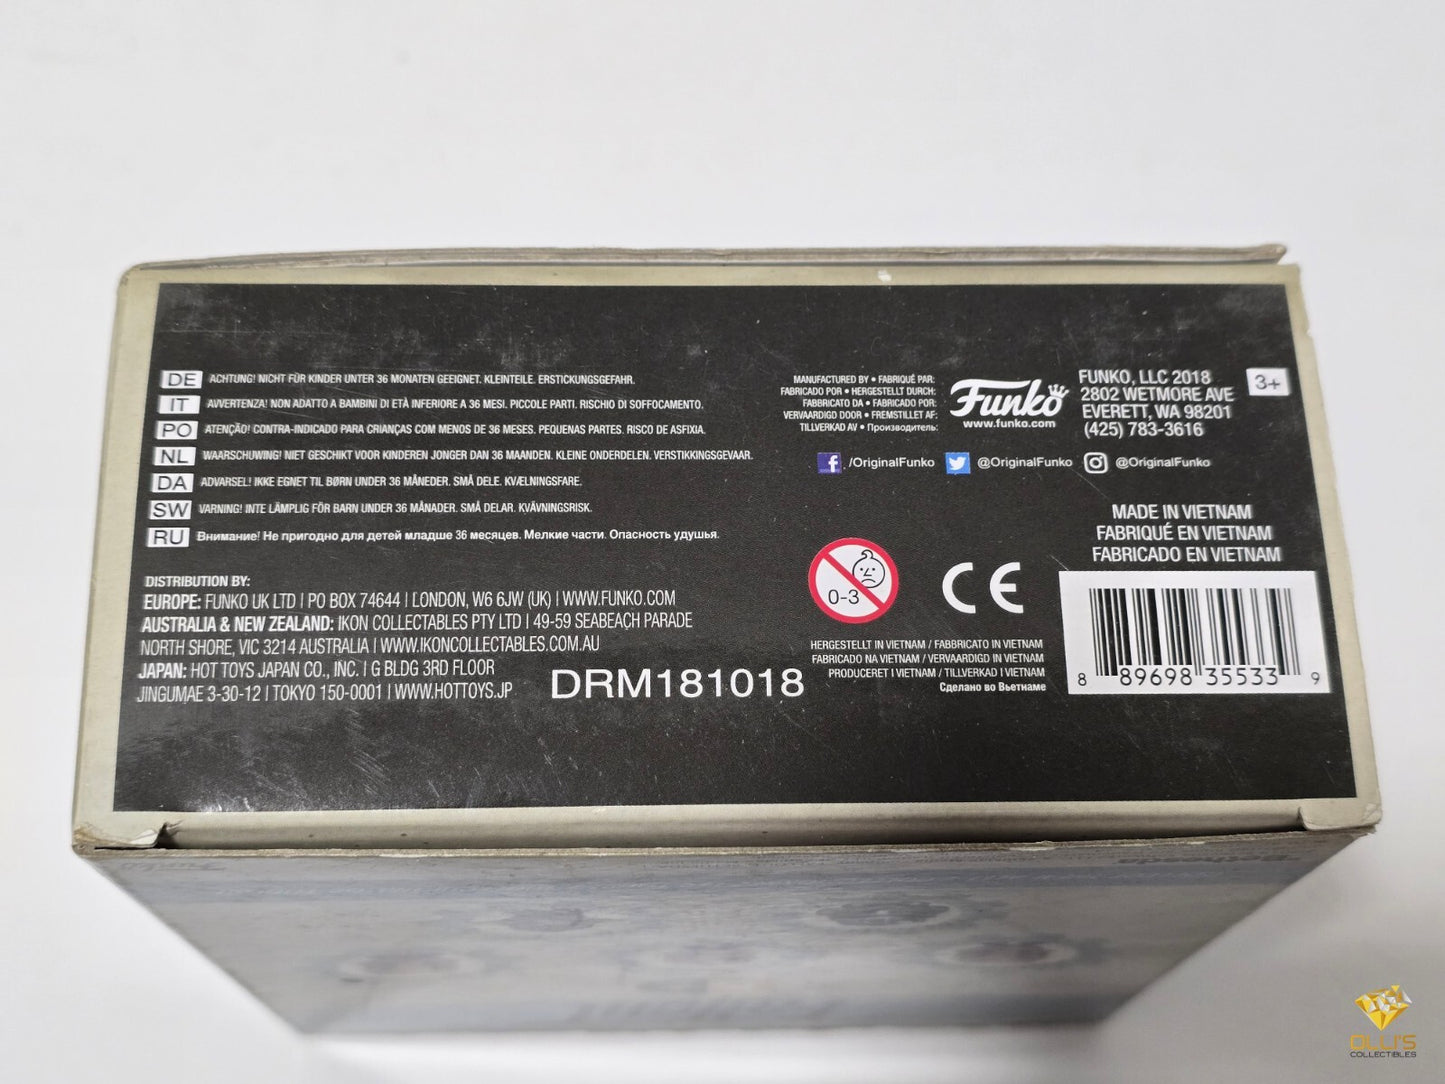 DE ACHTUNG! NICHT FÜR KINDER UNTER 36 MONATEN GEEIGNET. KLEINTEILE. ERSTICKUNGSGEFAHR.
IT AVVERTENZA! NON ADATTO A BAMBINI DI ETÀ INFERIORE A 36 MESI. PICCOLE PARTI. RISCHIO DI SOFFOCAMENTO.
PO ATENÇÃO! CONTRA-INDICADO PARA CRIANÇAS COM MENOS DE 36 MESES. PEQUENAS PARTES. RISCO DE ASFIXIA.
NL WAARSCHUWING! NIET GESCHIKT VOOR KINDEREN JONGER DAN 36 MAANDEN. KLEINE ONDERDELEN. VERSTIKKINGSGEVAAR.
DA ADVARSEL! IKKE EGNET TIL BØRN UNDER 36 MÅNEDER. SMÅ DELE. KVÆLNINGSFARE.
SW VARNING! INTE LÄMPLIG FÖR BARN UNDER 36 MÅNADER. SMÅ DELAR. KVÄVNINGSRISK.
RU Внимание! Не пригодно для детей младше 36 месяцев. Мелкие части. Опасность удушья.
DISTRIBUTION BY:
EUROPE: FUNKO UK LTD | PO BOX 74644 | LONDON, W6 6JW (UK) | WWW.FUNKO.COM
AUSTRALIA & NEW ZEALAND: IKON COLLECTABLES PTY LTD | 49-59 SEABEACH PARADE
NORTH SHORE, VIC 3214 AUSTRALIA | WWW.IKONCOLLECTABLES.COM.AU
JAPAN: HOT TOYS JAPAN CO., INC. | G BLDG 3RD FLOOR
JINGUMAE 3-30-12 | TOKYO 150-0001 | WWW.HOTTOYS.JP
DRM181018
MANUFACTURED BY • FABRIQUÉ PAR:
FABRICADO POR • HERGESTELLT DURCH:
FABBRICATO DA • FABRICADO POR:
VERVAARDIGD DOOR • FREMSTILLET AF:
TILLVERKAD AV • Производитель:
Funko
www.funko.com
FUNKO, LLC 2018
2802 WETMORE AVE
EVERETT, WA 98201
(425) 783-3616
3+
f /OriginalFunko @OriginalFunko @OriginalFunko
MADE IN VIETNAM
FABRIQUÉ EN VIETNAM
FABRICADO EN VIETNAM
0-3
CE
HERGESTELLT IN VIETNAM / FABBRICATO IN VIETNAM
FABRICADO NA VIETNAM / VERVAARDIGD IN VIETNAM
PRODUCERET I VIETNAM / TILLVERKAD I VIETNAM
Сделано во Вьетнаме
8 89698 35533 9
OLLI'S
COLLECTIBLES